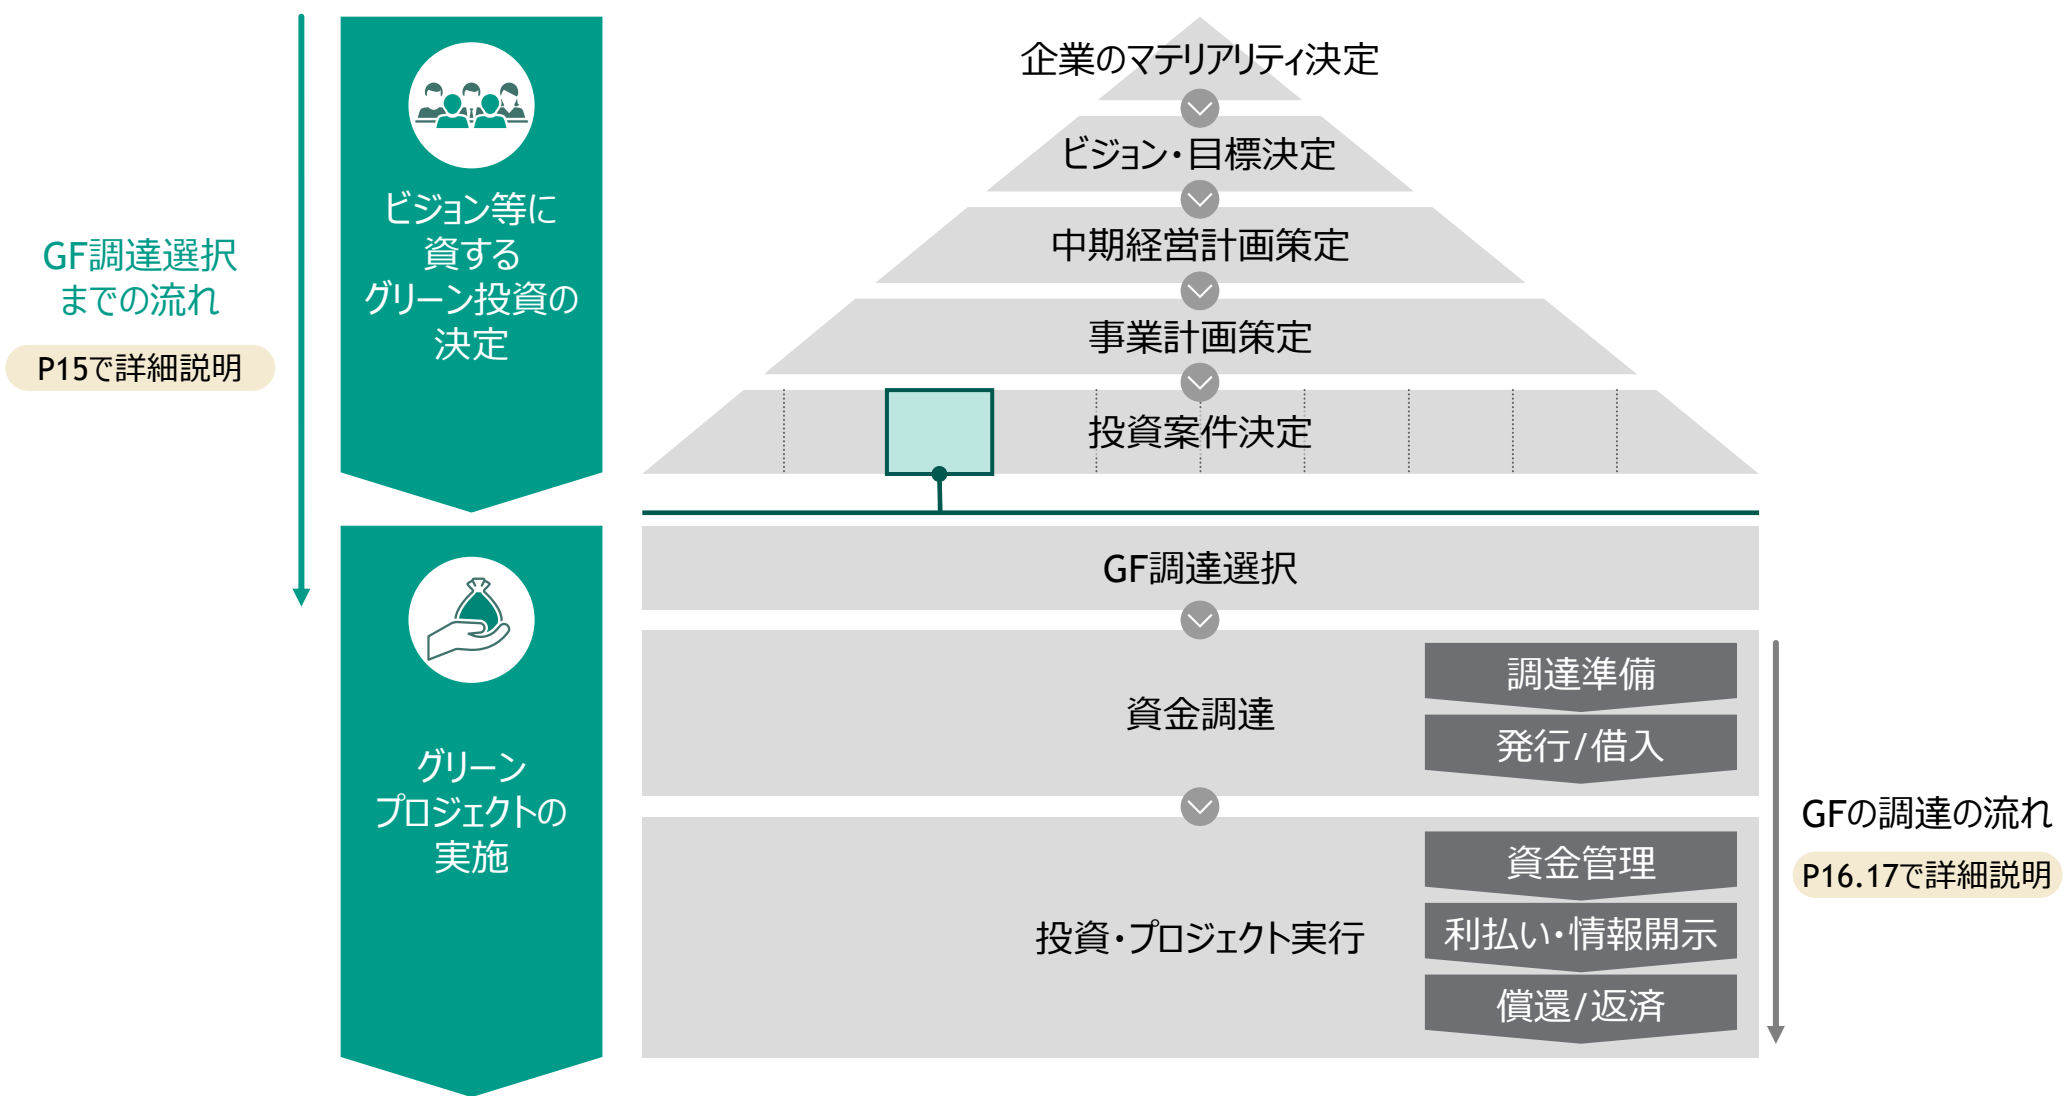 GF調達選択
までの流れ
P15で詳細説明
ビジョン等に
資する
グリーン投資の
決定
企業のマテリアリティ決定
ビジョン・目標決定
中期経営計画策定
事業計画策定
投資案件決定
グリーン
プロジェクトの
実施
GF調達選択
資金調達
調達準備
発行/借入
投資・プロジェクト実行
資金管理
利払い・情報開示
償還/返済
GFの調達の流れ
P16.17で詳細説明